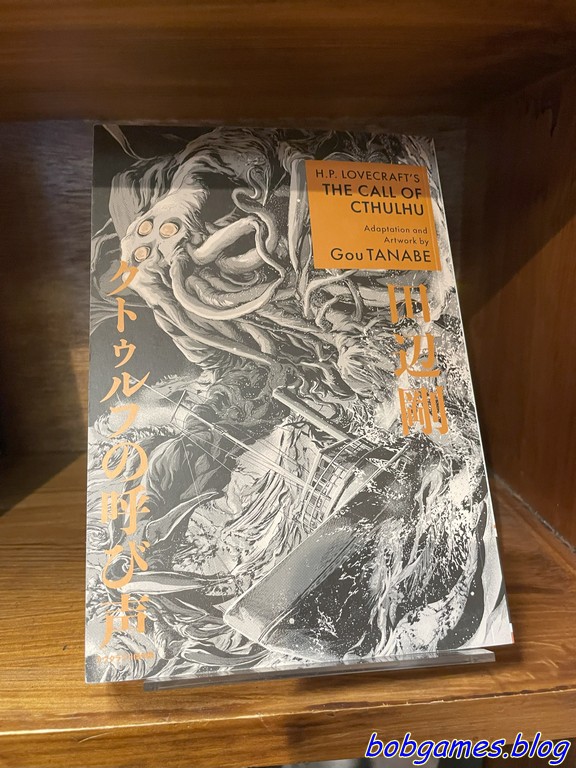 H.P. LOVECRAFT'S
THE CALL OF
CTHULHU
Adaptation and
Artwork by
Gou TANABE
田辺剛
クトゥルフの呼び声
bobgames.blog